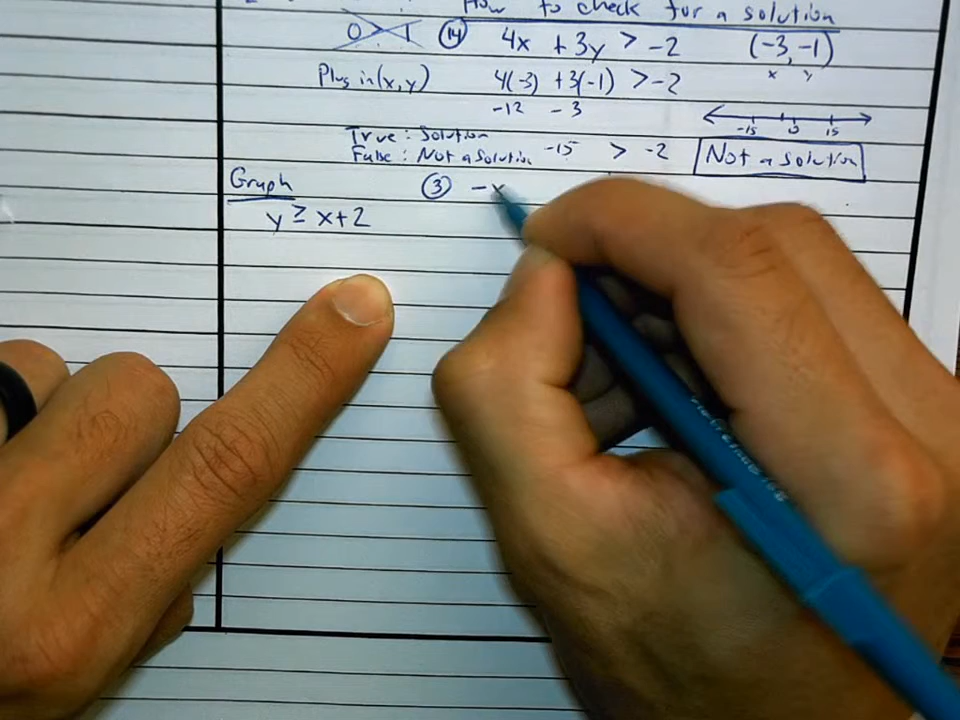 How to check for a solution
0 > 1 (14) 4x + 3y > -2 (-3, -1)
x y
Plug in (x,y) 4(-3) + 3(-1) > -2
-12 - 3
-15 0 15
True: Solution
False: Not a Solution -15 > -2 Not a solution
Graph (3) -x
y ≥ x+2